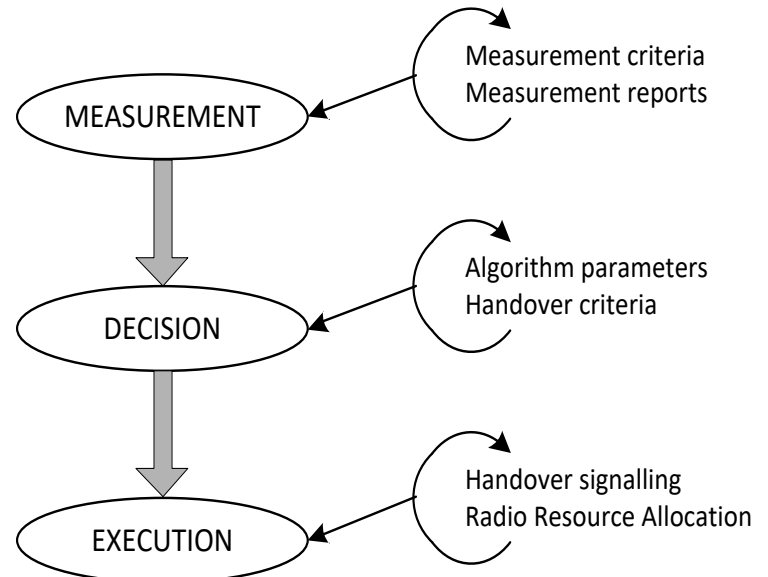 Measurement criteria
Measurement reports
MEASUREMENT
Algorithm parameters
Handover criteria
DECISION
Handover signalling
Radio Resource Allocation
EXECUTION